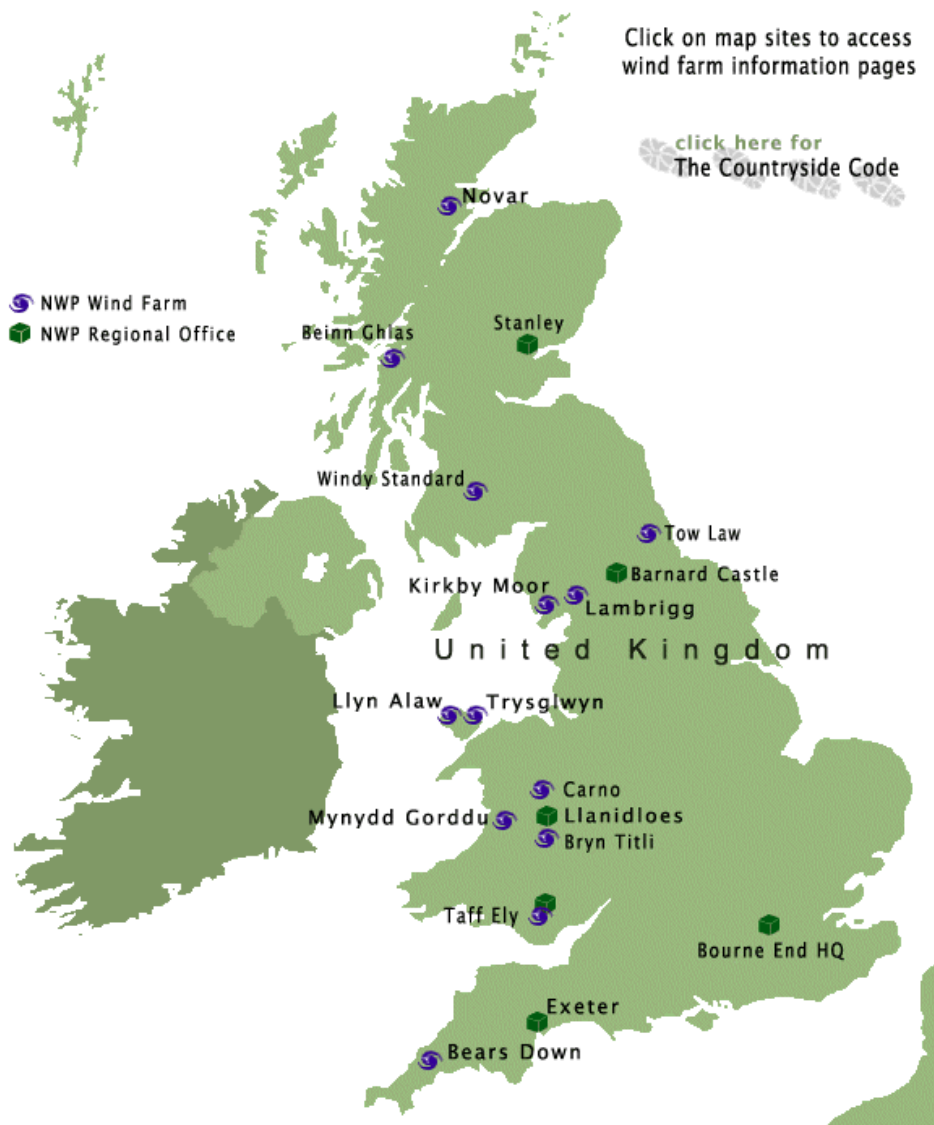 Click on map sites to access
wind farm information pages
click here for
The Countryside Code
Novar
NWP Wind Farm
NWP Regional Office
Stanley
Beinn Ghlas
Windy Standard
Tow Law
Barnard Castle
Kirkby Moor
Lambrigg
United Kingdom
Llyn Alaw
Trysglwyn
Carno
Llanidloes
Mynydd Gorddu
Bryn Titli
Taff Ely
Bourne End HQ
Exeter
Bears Down